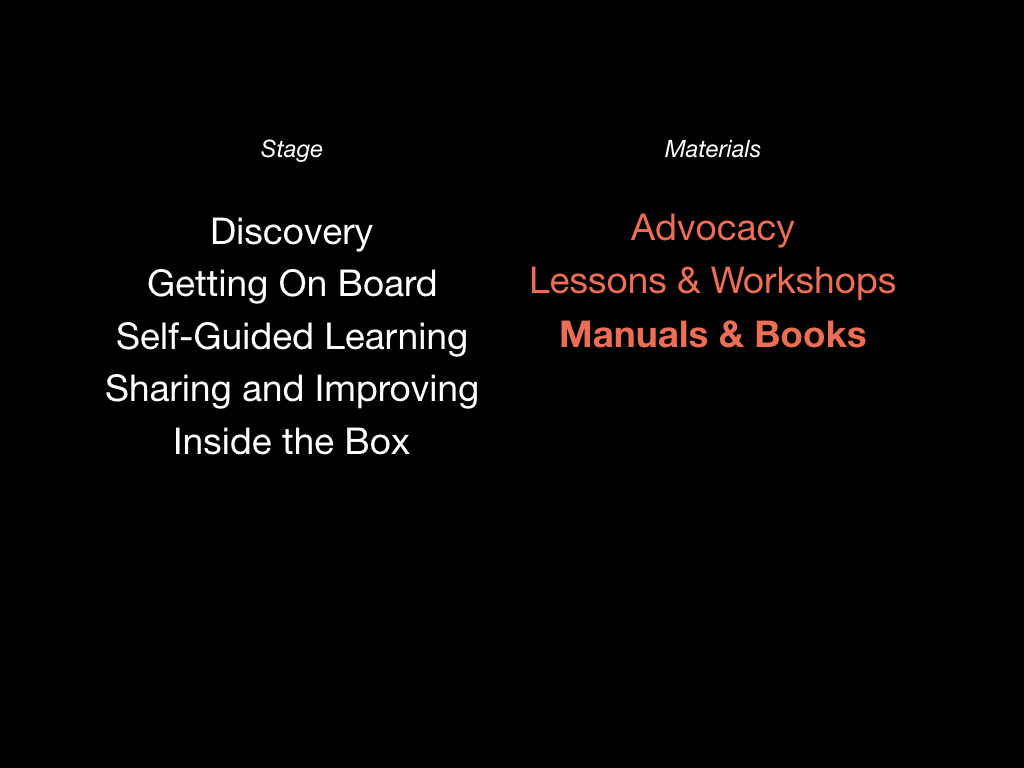 Stage
Materials
Discovery
Getting On Board
Self-Guided Learning
Sharing and Improving
Inside the Box
Advocacy
Lessons & Workshops
Manuals & Books